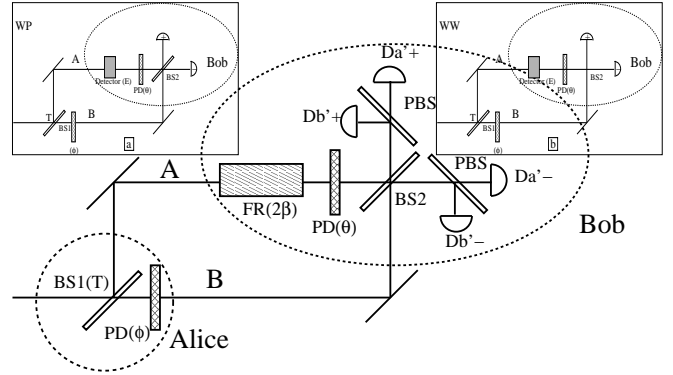 WP
A
Detector (E)
PD(θ)
BS2
Bob
T
BS1
B
(ϕ)
a
WW
A
Detector (E)
PD(θ)
BS2
Bob
T
BS1
B
(ϕ)
b
Da'+
PBS
Db'+
A
FR(2β)
PD(θ)
BS2
PBS
Da'−
Db'−
Bob
BS1(T)
B
PD(ϕ)
Alice